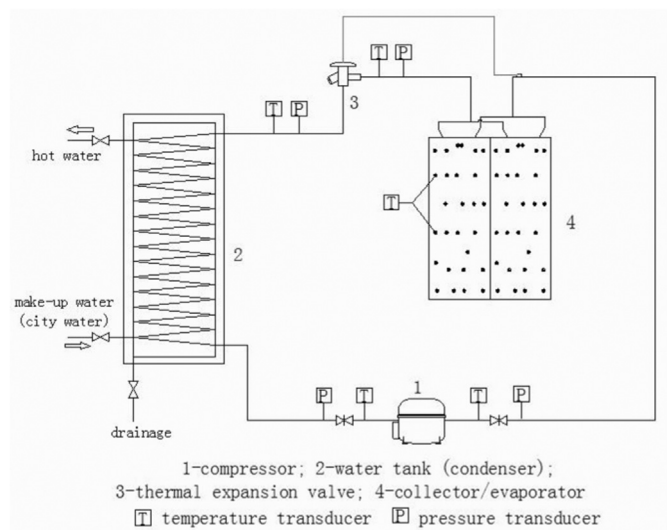 T P
T P
3
hot water
T
4
2
make-up water
(city water)
P T
1
T P
drainage
1-compressor; 2-water tank (condenser);
3-thermal expansion valve; 4-collector/evaporator
T temperature transducer P pressure transducer